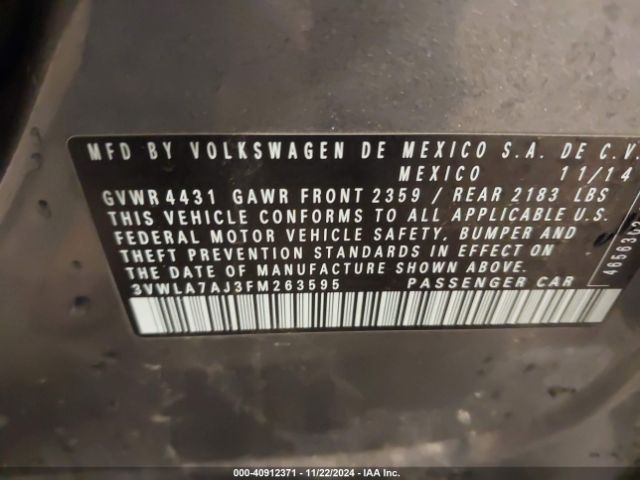 MFD BY VOLKSWAGEN DE MEXICO S.A. DE C.V.
MEXICO 11/14
GVWR 4431 GAWR FRONT 2359 / REAR 2183 LBS
THIS VEHICLE CONFORMS TO ALL APPLICABLE U.S.
FEDERAL MOTOR VEHICLE SAFETY, BUMPER AND
THEFT PREVENTION STANDARDS IN EFFECT ON
THE DATE OF MANUFACTURE SHOWN ABOVE.
3VWLA7AJ3FM263595 PASSENGER CAR
000-40912371 - 11/22/2024 - IAA Inc.